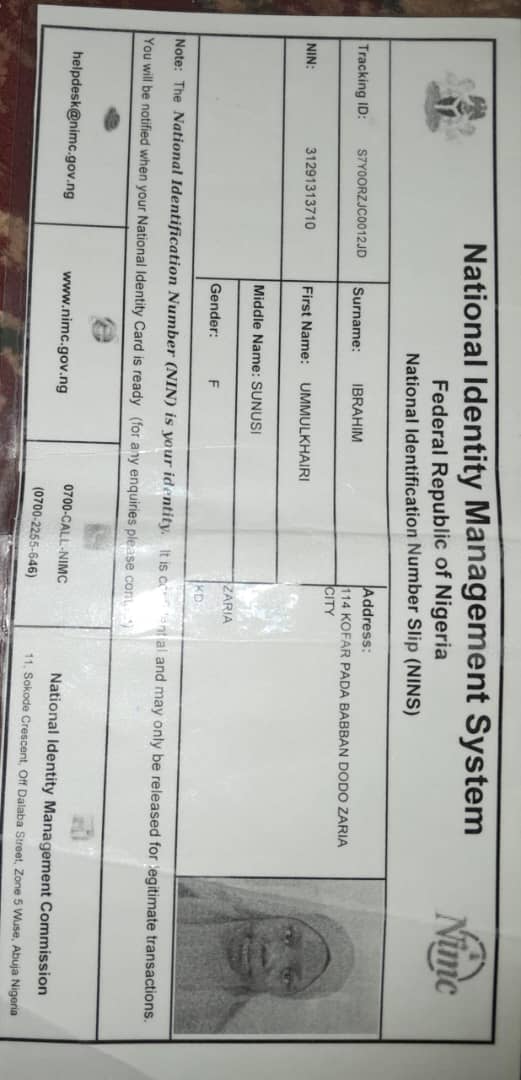 National Identity Management System
Federal Republic of Nigeria
National Identification Number Slip (NINS)
Nimc
Tracking ID: S7Y0ORZJC0012JD
Surname: IBRAHIM
Address:
114 KOFAR PADA BABBAN DODO ZARIA
CITY
NIN: 31291313710
First Name: UMMULKHAIRI
Middle Name: SUNUSI
ZARIA
Gender: F
KD
Note: The National Identification Number (NIN) is your identity. It is and may only be released for legitimate transactions.
You will be notified when your National Identity Card is ready (for any enquiries please
helpdesk@nimc.gov.ng
www.nimc.gov.ng
0700-CALL-NIMC
(0700-2255-646)
National Identity Management Commission
11, Sokode Crescent, Off Dalaba Street, Zone 5 Wuse, Abuja Nigeria